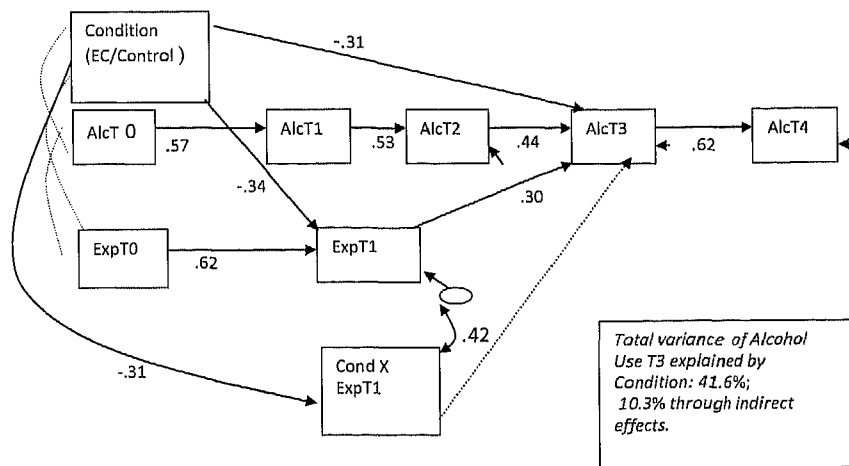 Condition
(EC/Control )
-.31
AlcT 0
AlcT1
AlcT2
AlcT3
AlcT4
.57
.53
.44
.62
-.34
.30
ExpT0
ExpT1
.62
.42
Cond X
ExpT1
-.31
Total variance of Alcohol
Use T3 explained by
Condition: 41.6%;
10.3% through indirect
effects.